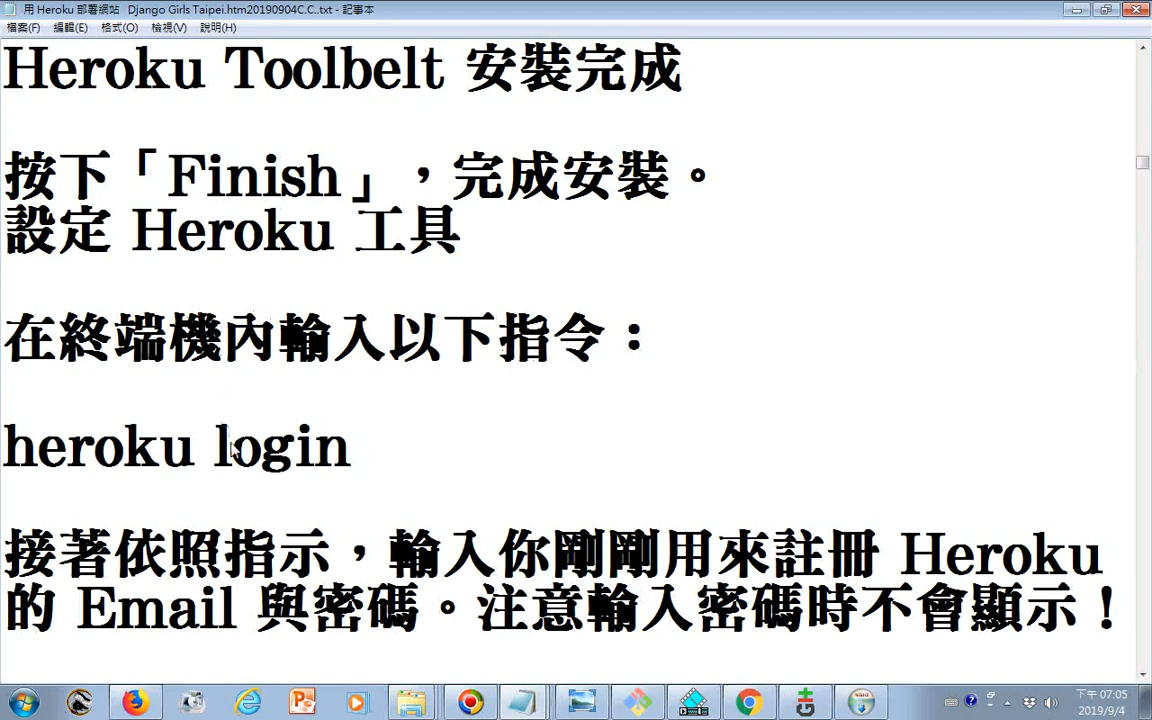 用 Heroku 部署網站   Django Girls Taipei.htm20190904C.C..txt - 記事本
檔案(F) 編輯(E) 格式(O) 檢視(V) 說明(H)
Heroku Toolbelt 安裝完成
按下「Finish」，完成安裝。
設定 Heroku 工具
在終端機內輸入以下指令：
heroku login
接著依照指示，輸入你剛剛用來註冊 Heroku
的 Email 與密碼。注意輸入密碼時不會顯示！
下午 07:05
2019/9/4